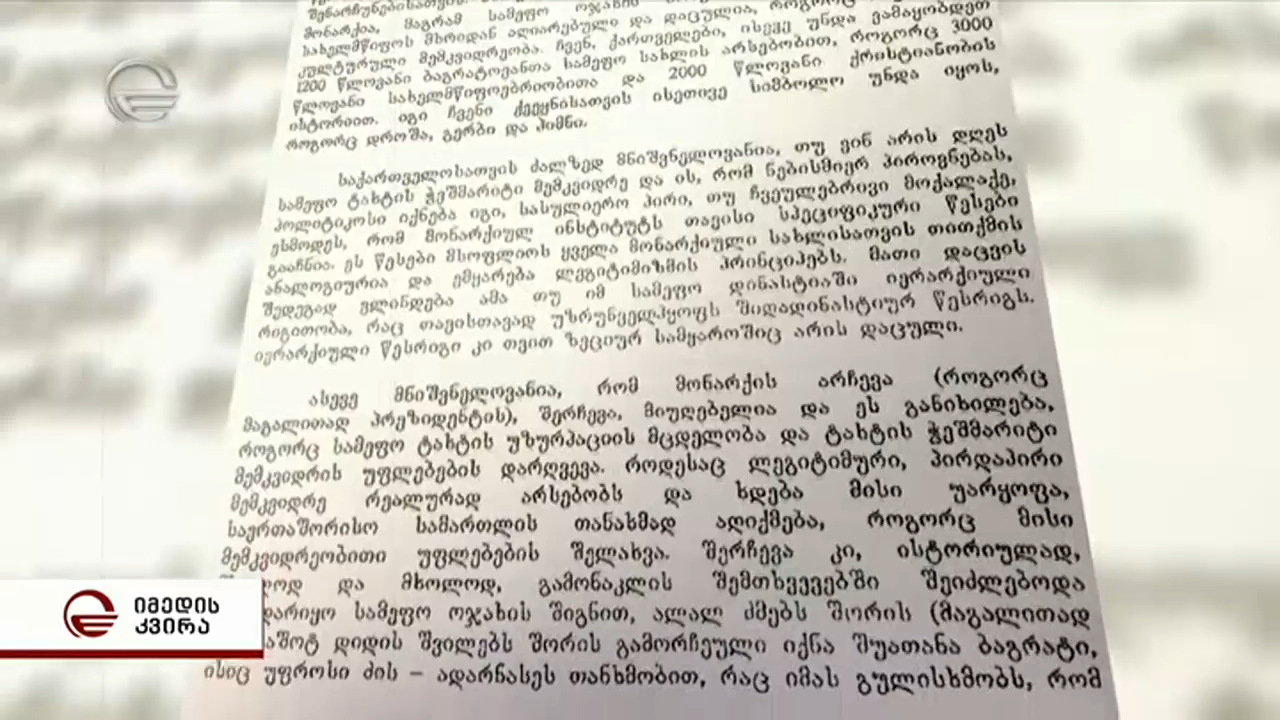 შენარჩუნებისათვის.
მონარქია, მაგრამ სამეფო ოჯახის
სახელმწიფოს მხრიდან აღიარებული და დაცულია, როგორც
კულტურული მემკვიდრეობა. ჩვენ, ქართველები, ისევე უნდა ვამაყობდეთ
1200 წლოვანი ბაგრატოვანთა სამეფო სახლის არსებობით, როგორც 3000
წლოვანი სახელმწიფოებრიობითა და 2000 წლოვანი ქრისტიანობის
ისტორიით. იგი ჩვენი ქვეყნისათვის ისეთივე სიმბოლო უნდა იყოს,
როგორც დროშა, გერბი და ჰიმნი.
საქართველოსათვის ძალზედ მნიშვნელოვანია, თუ ვინ არის დღეს
სამეფო ტახტის ჭეშმარიტი მემკვიდრე და ის, რომ ნებისმიერ პიროვნებას,
პოლიტიკოსი იქნება იგი, სასულიერო პირი, თუ ჩვეულებრივი მოქალაქე,
ესმოდეს, რომ მონარქიულ ინსტიტუტს თავისი სპეციფიკური წესები
გააჩნია. ეს წესები მსოფლიოს ყველა მონარქიული სახლისათვის თითქმის
ანალოგიურია და ემყარება ლეგიტიმიზმის პრინციპებს. მათი დაცვის
შედეგად ვლინდება ამა თუ იმ სამეფო დინასტიაში იერარქიული
რიგითობა, რაც თავისთავად უზრუნველჰყოფს შიდადინასტიურ წესრიგს.
იერარქიული წესრიგი კი თვით ზეციურ სამყაროშიც არის დაცული.
ასევე მნიშვნელოვანია, რომ მონარქის არჩევა (როგორც
მაგალითად პრეზიდენტის), შერჩევა, მიუღებელია და ეს განიხილება,
როგორც სამეფო ტახტის უზურპაციის მცდელობა და ტახტის ჭეშმარიტი
მემკვიდრის უფლებების დარღვევა. როდესაც ლეგიტიმური, პირდაპირი
მემკვიდრე რეალურად არსებობს და ხდება მისი უარყოფა,
საერთაშორისო სამართლის თანახმად აღიქმება, როგორც მისი
მემკვიდრეობითი უფლებების შელახვა. შერჩევა კი, ისტორიულად,
და მხოლოდ, გამონაკლის შემთხვევებში შეიძლებოდა
სამეფო ოჯახის შიგნით, ალალ ძმებს შორის (მაგალითად
აშოტ დიდის შვილებს შორის გამორჩეული იქნა შუათანა ბაგრატი,
ისიც უფროსი ძის – ადარნასეს თანხმობით, რაც იმას გულისხმობს, რომ
იმედის
კვირა